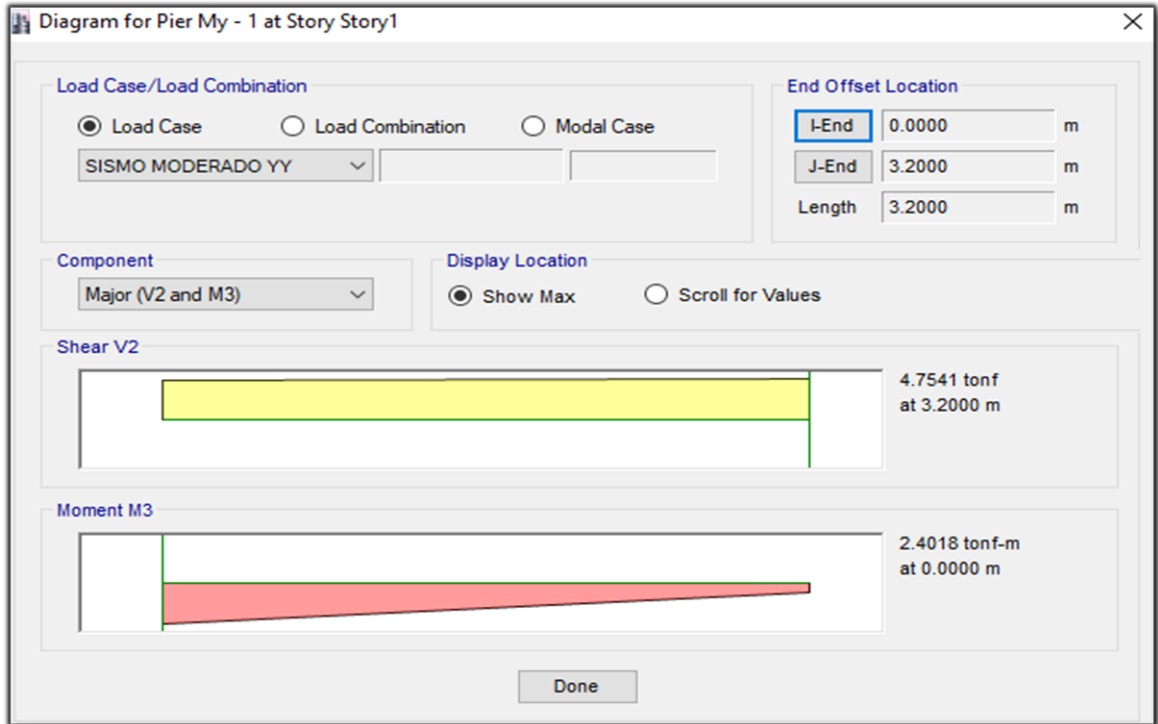 Diagram for Pier My - 1 at Story Story1
Load Case/Load Combination
Load Case
Load Combination
Modal Case
SISMO MODERADO YY
End Offset Location
I-End
0.0000
m
J-End
3.2000
m
Length
3.2000
m
Component
Major (V2 and M3)
Display Location
Show Max
Scroll for Values
Shear V2
4.7541 tonf
at 3.2000 m
Moment M3
2.4018 tonf-m
at 0.0000 m
Done